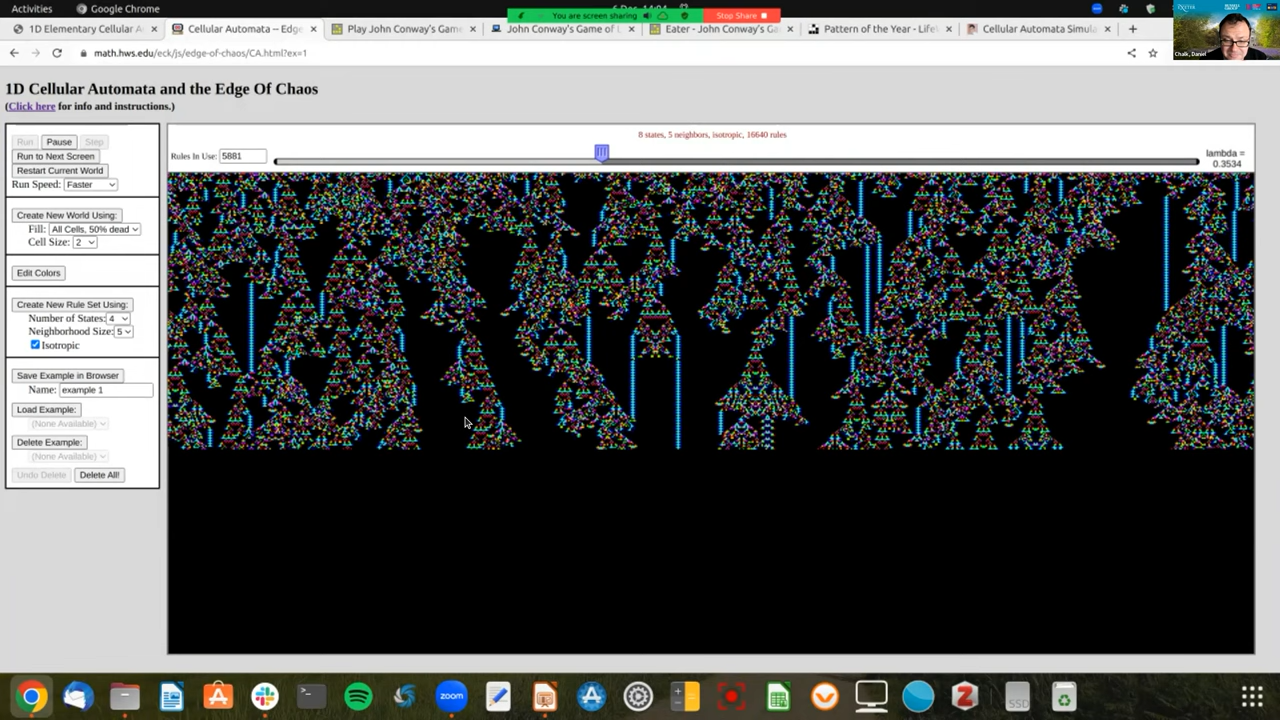 Activities
Google Chrome
You are screen sharing
Stop Share
1D Elementary Cellular A
Cellular Automata -- Edge
Play John Conway's Game
John Conway's Game of L
Eater - John Conway's Ga
Pattern of the Year - Life
Cellular Automata Simula
math.hws.edu/eck/js/edge-of-chaos/CA.html?ex=1
Chalk, Daniel
1D Cellular Automata and the Edge Of Chaos
(Click here for info and instructions.)
Run Pause Step
Run to Next Screen
Restart Current World
Run Speed: Faster
Create New World Using:
Fill: All Cells, 50% dead
Cell Size: 2
Edit Colors
Create New Rule Set Using:
Number of States: 4
Neighborhood Size: 5
Isotropic
Save Example in Browser
Name: example 1
Load Example:
(None Available)
Delete Example:
(None Available)
Undo Delete Delete All!
8 states, 5 neighbors, isotropic, 16640 rules
Rules In Use: 5881
lambda =
0.3534
zoom
SSD